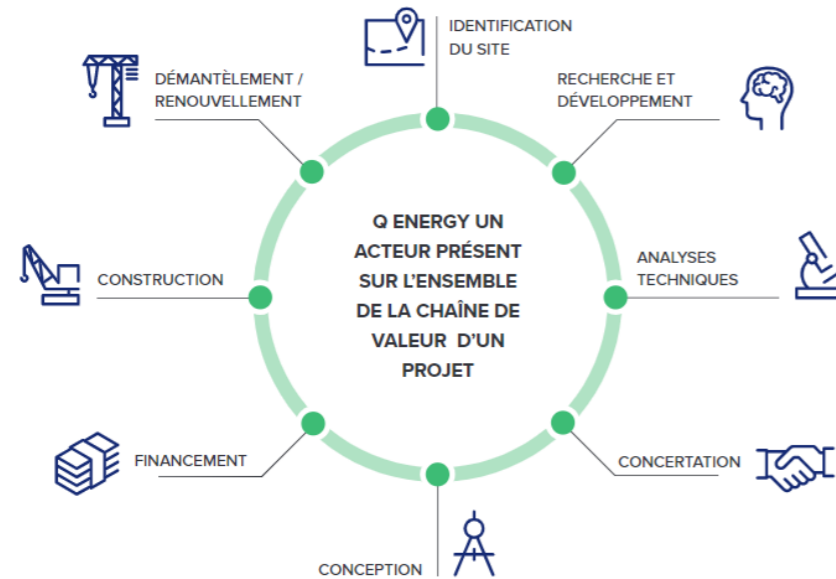 IDENTIFICATION
DU SITE
RECHERCHE ET
DÉVELOPPEMENT
ANALYSES
TECHNIQUES
CONCERTATION
CONCEPTION
FINANCEMENT
CONSTRUCTION
DÉMANTÈLEMENT /
RENOUVELLEMENT
Q ENERGY UN
ACTEUR PRÉSENT
SUR L'ENSEMBLE
DE LA CHAÎNE DE
VALEUR D'UN
PROJET